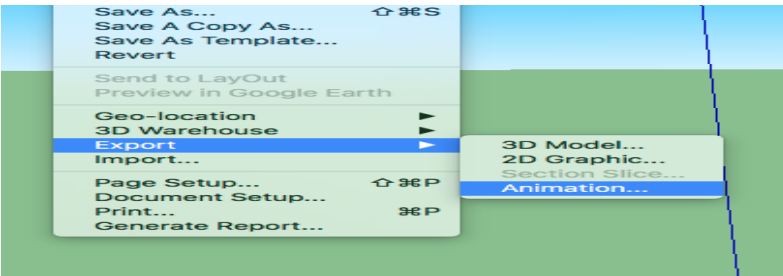 Save As... ⇧⌘S
Save A Copy As...
Save As Template...
Revert
Send to LayOut
Preview in Google Earth
Geo-location ►
3D Warehouse ►
Export ►
Import...
Page Setup... ⇧⌘P
Document Setup...
Print... ⌘P
Generate Report...
3D Model...
2D Graphic...
Section Slice...
Animation...